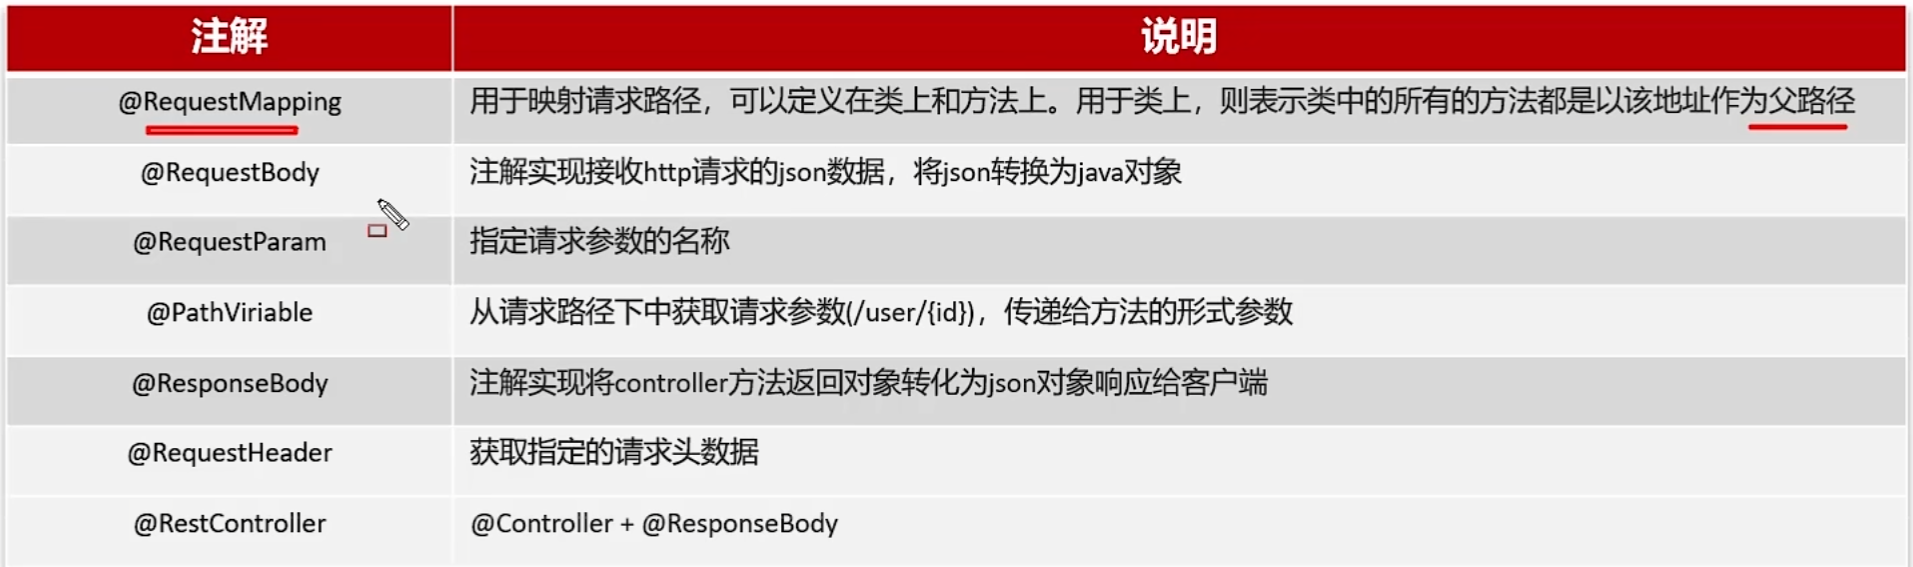 注解 说明
@RequestMapping 用于映射请求路径，可以定义在类上和方法上。用于类上，则表示类中的所有的方法都是以该地址作为父路径
@RequestBody 注解实现接收http请求的json数据，将json转换为java对象
@RequestParam 指定请求参数的名称
@PathViriable 从请求路径下中获取请求参数(/user/{id})，传递给方法的形式参数
@ResponseBody 注解实现将controller方法返回对象转化为json对象响应给客户端
@RequestHeader 获取指定的请求头数据
@RestController @Controller + @ResponseBody